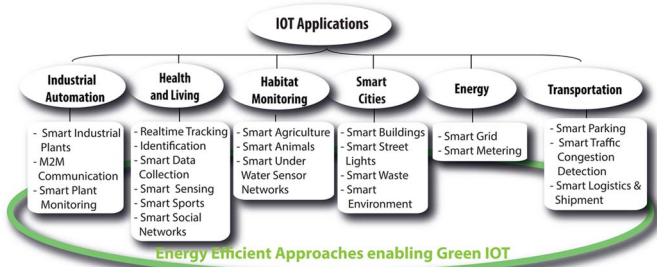 IOT Applications
Industrial
Automation
Health
and Living
Habitat
Monitoring
Smart
Cities
Energy
Transportation
- Smart Industrial
Plants
- M2M
Communication
- Smart Plant
Monitoring
- Realtime Tracking
- Identification
- Smart Data
Collection
- Smart Sensing
- Smart Sports
- Smart Social
Networks
- Smart Agriculture
- Smart Animals
- Smart Under
Water Sensor
Networks
- Smart Buildings
- Smart Street
Lights
- Smart Waste
- Smart
Environment
- Smart Grid
- Smart Metering
- Smart Parking
- Smart Traffic
Congestion
Detection
- Smart Logistics &
Shipment
Energy Efficient Approaches enabling Green IOT